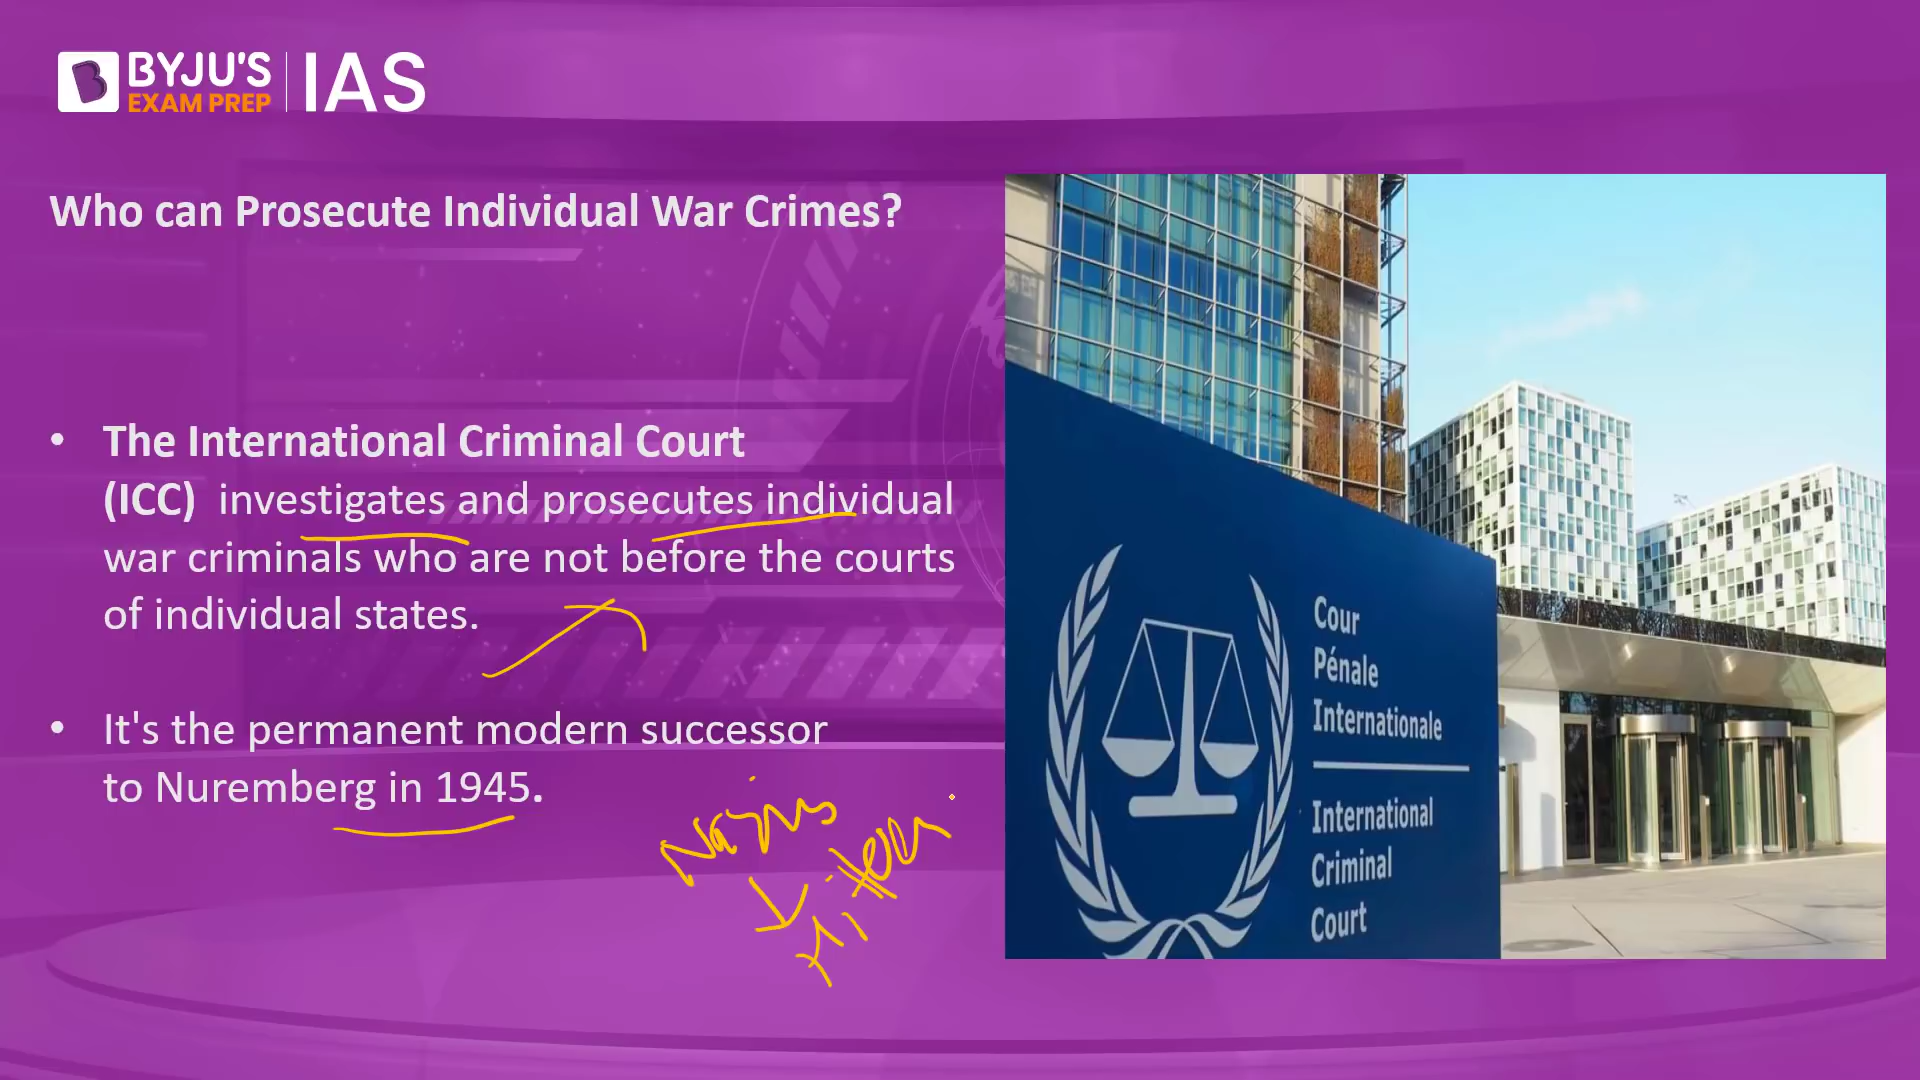 BYJU'S
EXAM PREP
IAS
Who can Prosecute Individual War Crimes?
• The International Criminal Court
(ICC) investigates and prosecutes individual
war criminals who are not before the courts
of individual states.
• It's the permanent modern successor
to Nuremberg in 1945.
Cour
Pénale
Internationale
International
Criminal
Court